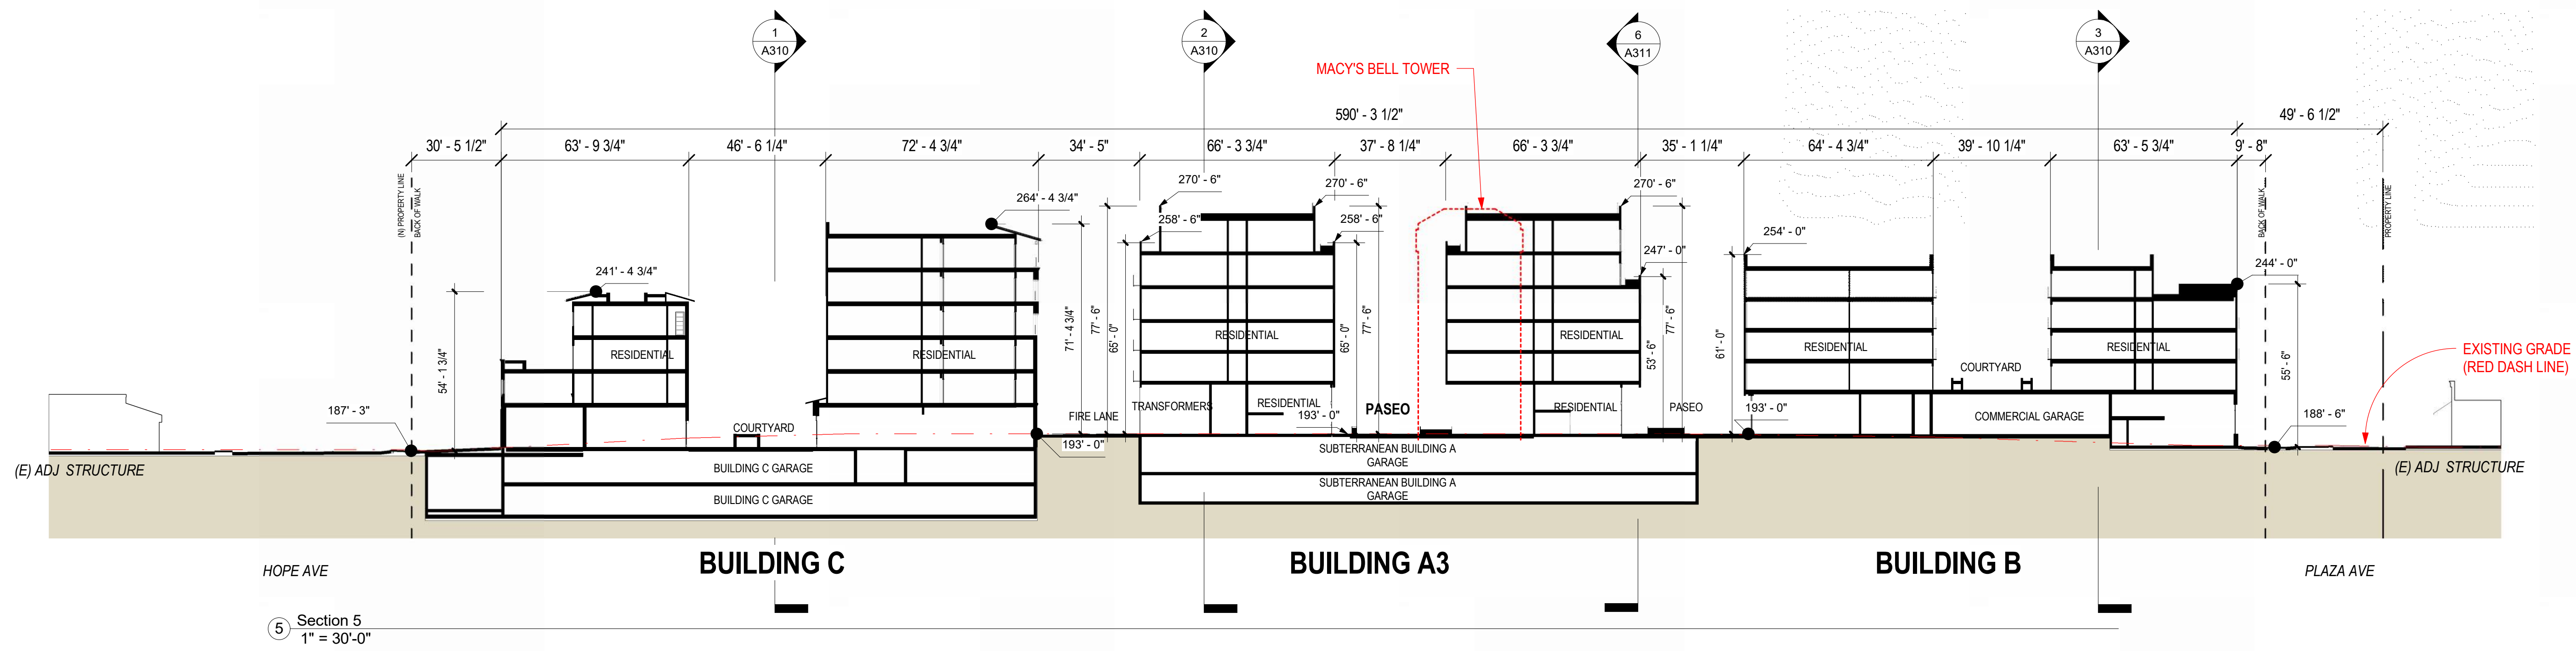 1
A310
2
A310
6
A311
3
A310
MACY'S BELL TOWER
590' - 3 1/2"
49' - 6 1/2"
30' - 5 1/2"
63' - 9 3/4"
46' - 6 1/4"
72' - 4 3/4"
34' - 5"
66' - 3 3/4"
37' - 8 1/4"
66' - 3 3/4"
35' - 1 1/4"
64' - 4 3/4"
39' - 10 1/4"
63' - 5 3/4"
9' - 8"
(N) PROPERTY LINE
BACK OF WALK
BACK OF WALK
PROPERTY LINE
270' - 6"
270' - 6"
270' - 6"
264' - 4 3/4"
258' - 6"
258' - 6"
254' - 0"
247' - 0"
244' - 0"
241' - 4 3/4"
54' - 1 3/4"
71' - 4 3/4"
77' - 6"
65' - 0"
65' - 0"
77' - 6"
53' - 6"
77' - 6"
61' - 0"
55' - 6"
RESIDENTIAL
RESIDENTIAL
RESIDENTIAL
RESIDENTIAL
RESIDENTIAL
RESIDENTIAL
EXISTING GRADE
(RED DASH LINE)
COURTYARD
187' - 3"
FIRE LANE
TRANSFORMERS
RESIDENTIAL
193' - 0"
PASEO
RESIDENTIAL
PASEO
193' - 0"
COMMERCIAL GARAGE
188' - 6"
COURTYARD
193' - 0"
(E) ADJ STRUCTURE
BUILDING C GARAGE
SUBTERRANEAN BUILDING A
GARAGE
(E) ADJ STRUCTURE
BUILDING C GARAGE
SUBTERRANEAN BUILDING A
GARAGE
BUILDING C
BUILDING A3
BUILDING B
HOPE AVE
PLAZA AVE
5
Section 5
1" = 30'-0"